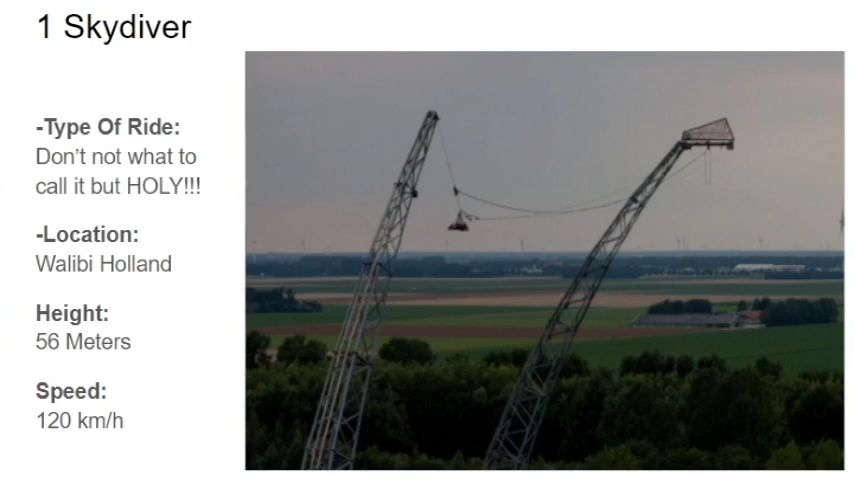 1 Skydiver
-Type Of Ride:
Don't not what to
call it but HOLY!!!
-Location:
Walibi Holland
Height:
56 Meters
Speed:
120 km/h